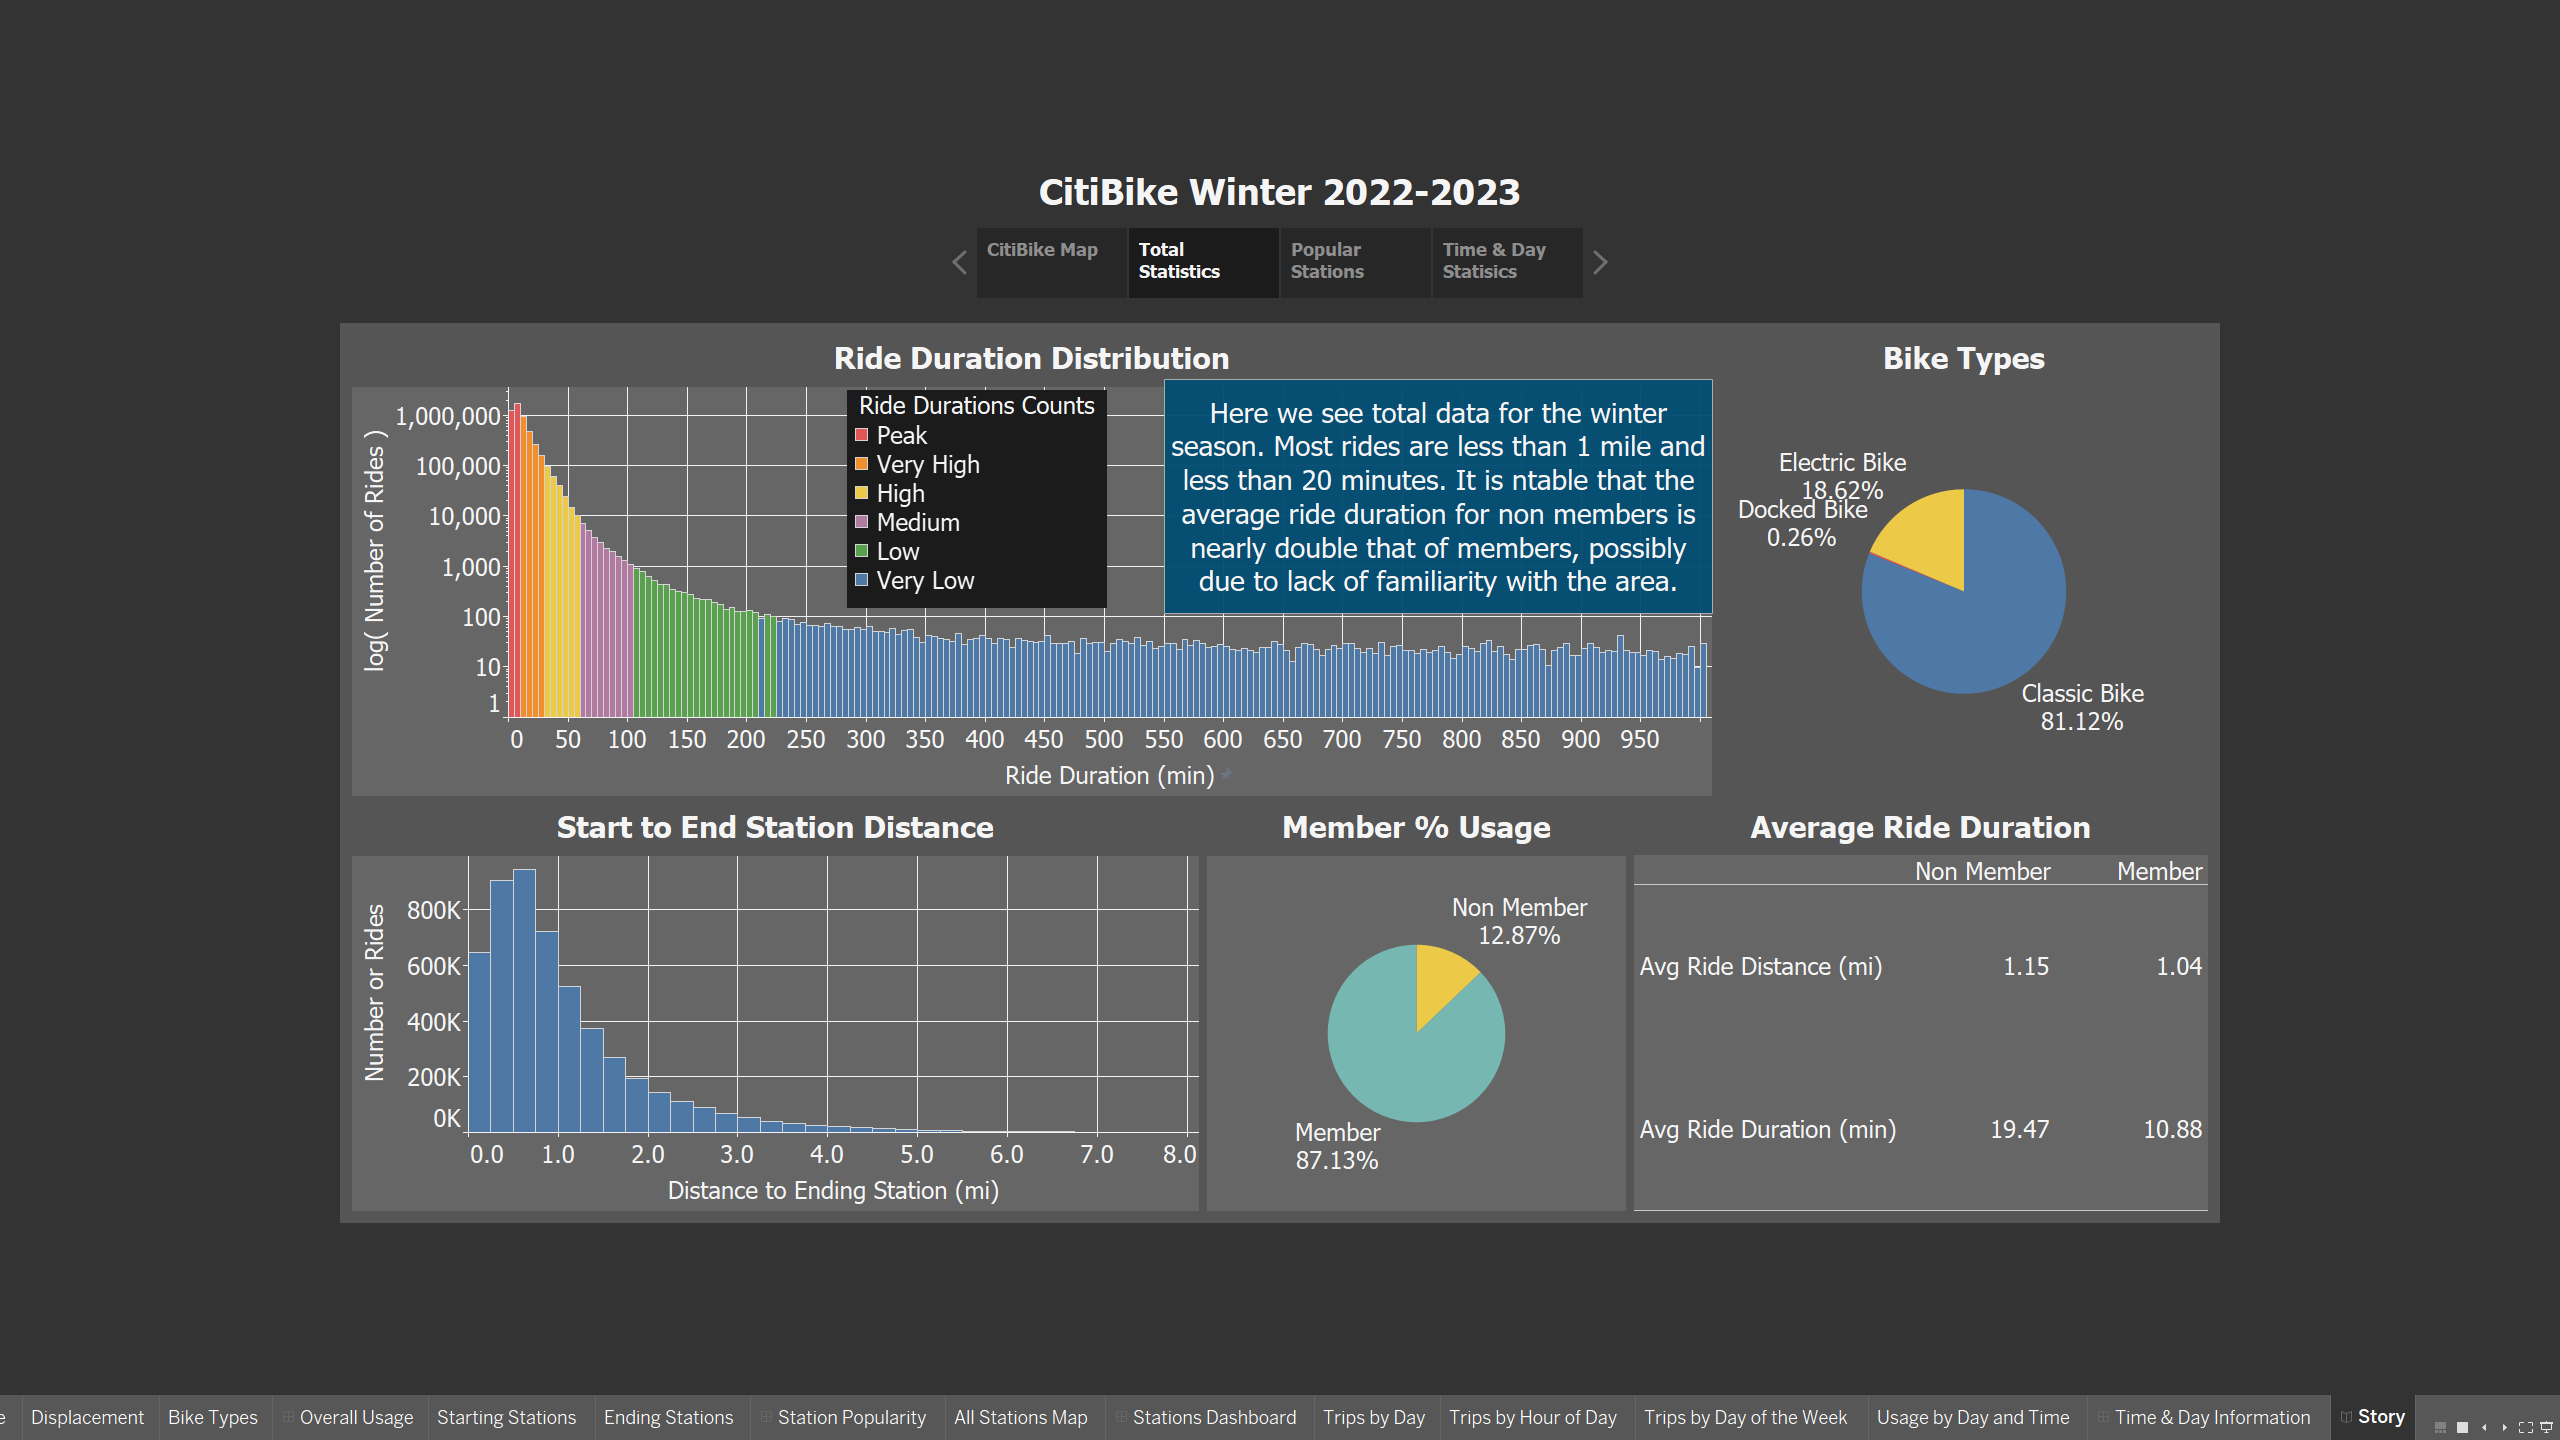 CitiBike Winter 2022-2023
CitiBike Map
Total
Statistics
Popular
Stations
Time & Day
Statisics
Ride Duration Distribution
log( Number of Rides )
1,000,000
100,000
10,000
1,000
100
10
1
0 50 100 150 200 250 300 350 400 450 500 550 600 650 700 750 800 850 900 950
Ride Duration (min)
Ride Durations Counts
Peak
Very High
High
Medium
Low
Very Low
Here we see total data for the winter
season. Most rides are less than 1 mile and
less than 20 minutes. It is ntable that the
average ride duration for non members is
nearly double that of members, possibly
due to lack of familiarity with the area.
Bike Types
Electric Bike
18.62%
Docked Bike
0.26%
Classic Bike
81.12%
Start to End Station Distance
Number or Rides
800K
600K
400K
200K
0K
0.0 1.0 2.0 3.0 4.0 5.0 6.0 7.0 8.0
Distance to Ending Station (mi)
Member % Usage
Non Member
12.87%
Member
87.13%
Average Ride Duration
Non Member Member
Avg Ride Distance (mi) 1.15 1.04
Avg Ride Duration (min) 19.47 10.88
e Displacement Bike Types Overall Usage Starting Stations Ending Stations Station Popularity All Stations Map Stations Dashboard Trips by Day Trips by Hour of Day Trips by Day of the Week Usage by Day and Time Time & Day Information Story